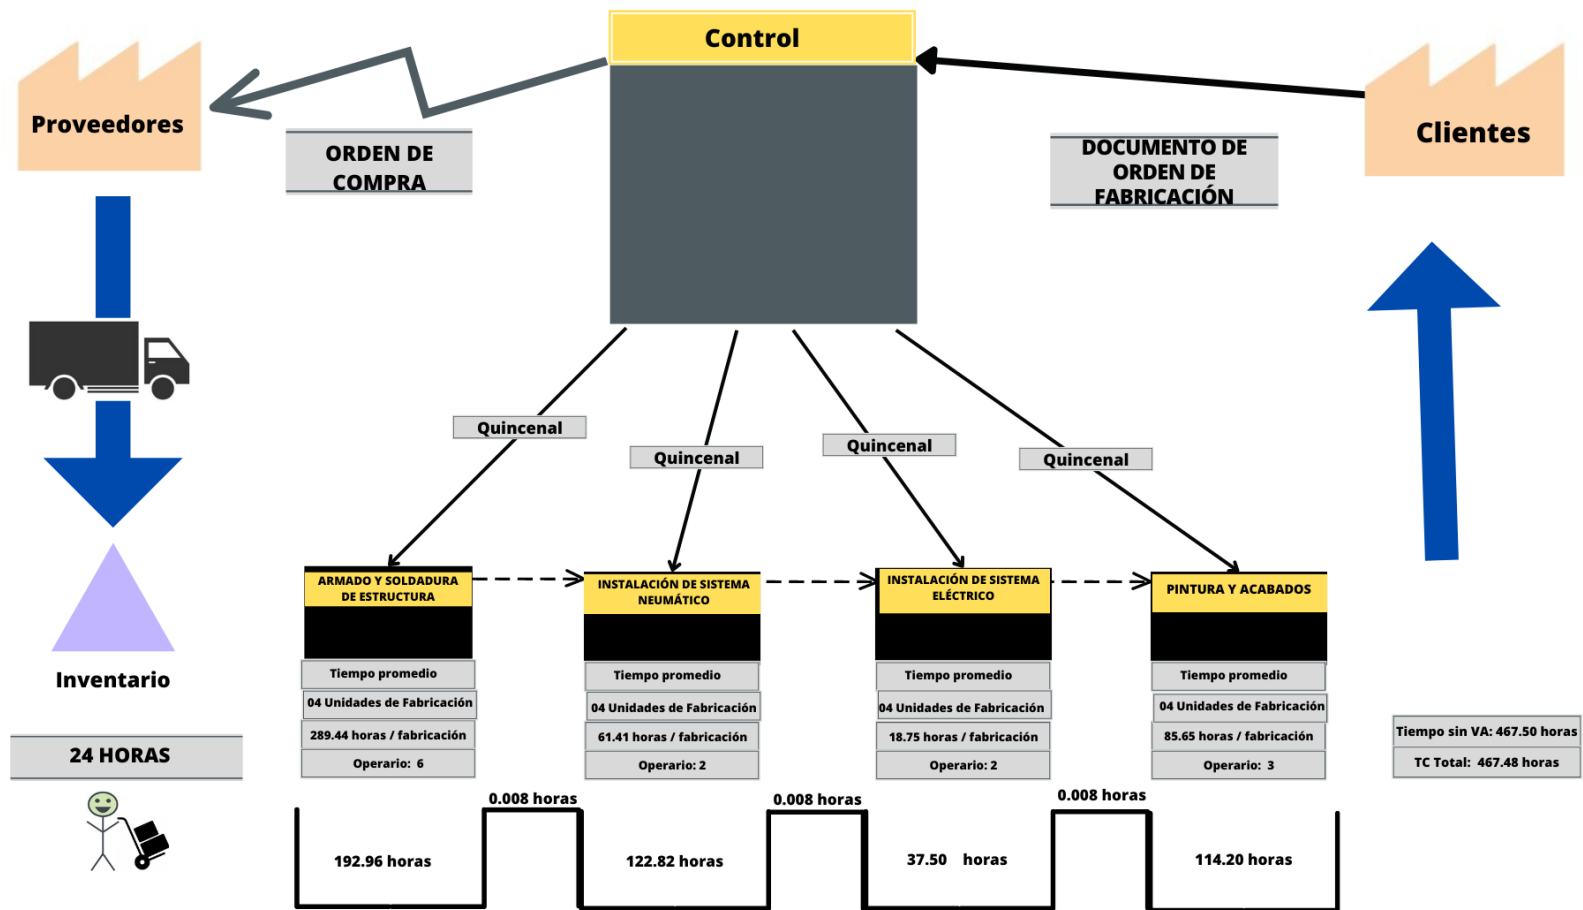 Control
Proveedores
Clientes
ORDEN DE
COMPRA
DOCUMENTO DE
ORDEN DE
FABRICACIÓN
Quincenal
Quincenal
Quincenal
Quincenal
ARMADO Y SOLDADURA
DE ESTRUCTURA
Tiempo promedio
04 Unidades de Fabricación
289.44 horas / fabricación
Operario: 6
INSTALACIÓN DE SISTEMA
NEUMÁTICO
Tiempo promedio
04 Unidades de Fabricación
61.41 horas / fabricación
Operario: 2
INSTALACIÓN DE SISTEMA
ELÉCTRICO
Tiempo promedio
04 Unidades de Fabricación
18.75 horas / fabricación
Operario: 2
PINTURA Y ACABADOS
Tiempo promedio
04 Unidades de Fabricación
85.65 horas / fabricación
Operario: 3
Inventario
24 HORAS
Tiempo sin VA: 467.50 horas
TC Total: 467.48 horas
0.008 horas
0.008 horas
0.008 horas
192.96 horas
122.82 horas
37.50 horas
114.20 horas